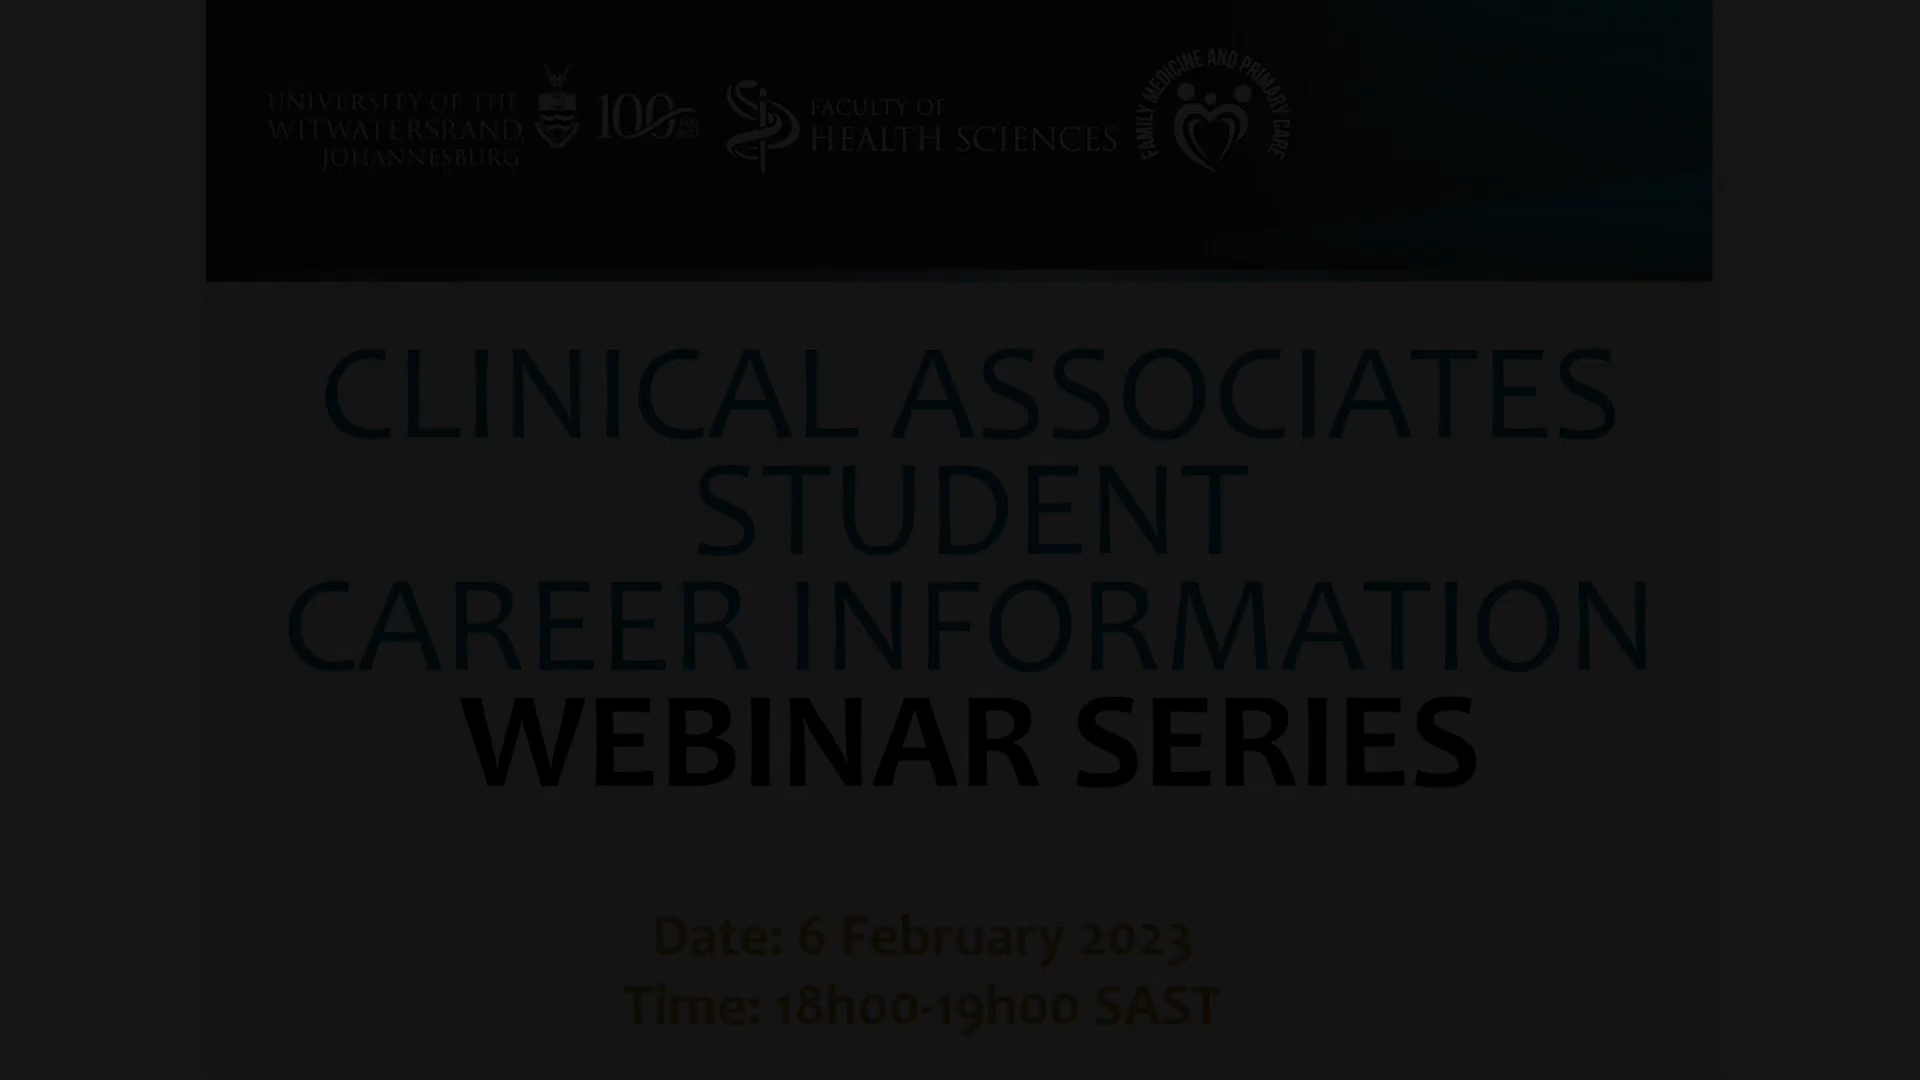 UNIVERSITY OF THE
WITWATERSRAND,
JOHANNESBURG
100
FACULTY OF
HEALTH SCIENCES
FAMILY MEDICINE AND PRIMARY CARE
CLINICAL ASSOCIATES
STUDENT
CAREER INFORMATION
WEBINAR SERIES
Date: 6 February 2023
Time: 18h00-19h00 SAST